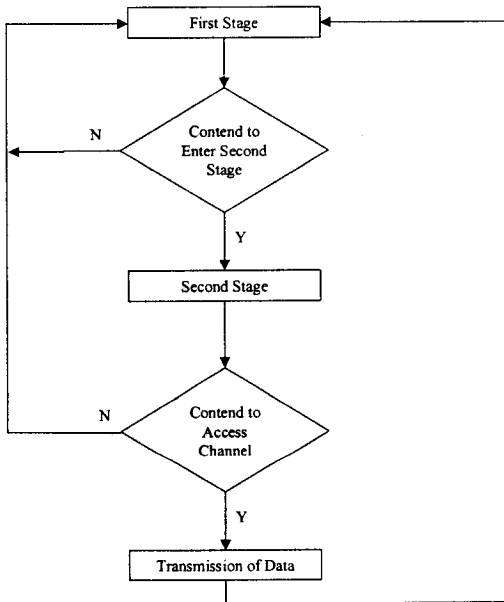 First Stage
N
Contend to
Enter Second
Stage
Y
Second Stage
N
Contend to
Access
Channel
Y
Transmission of Data